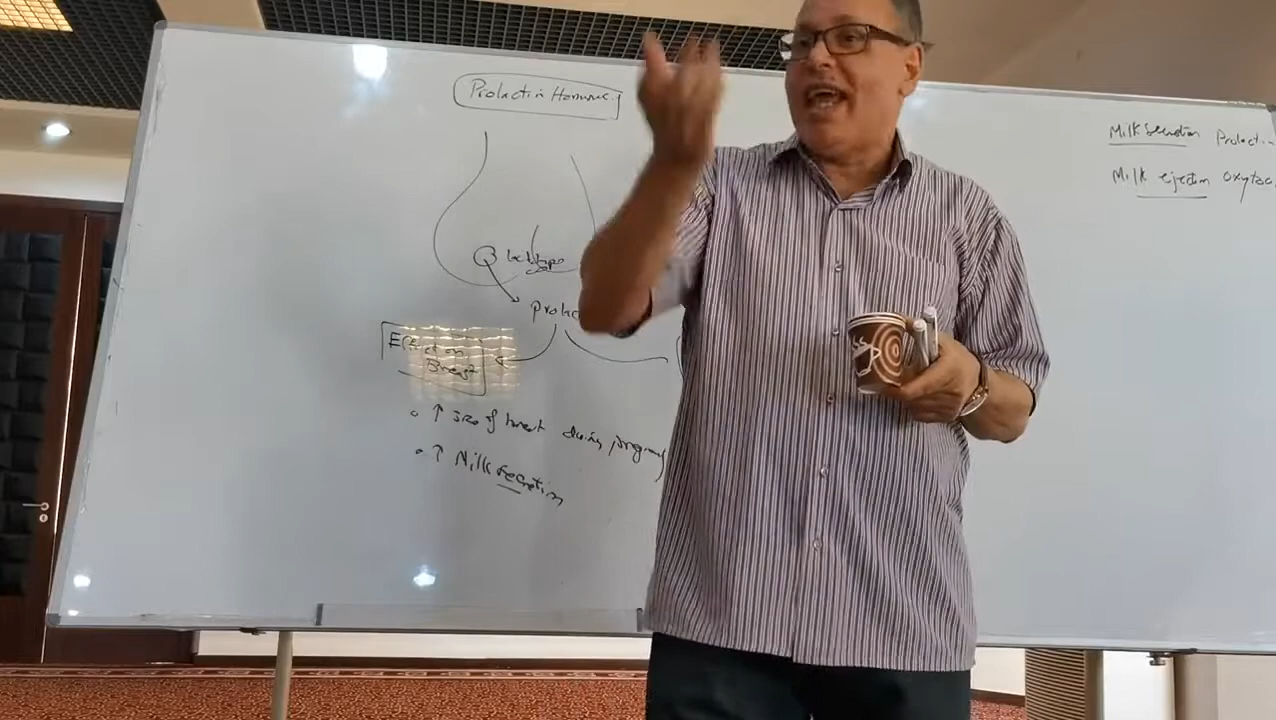 Prolactin Hormone
Milk Secretion Prolactin
Milk ejection oxytoc
lactotrope
prolac
Effect on
Breast
↑ size of breast during pregnancy
↑ Milk secretion